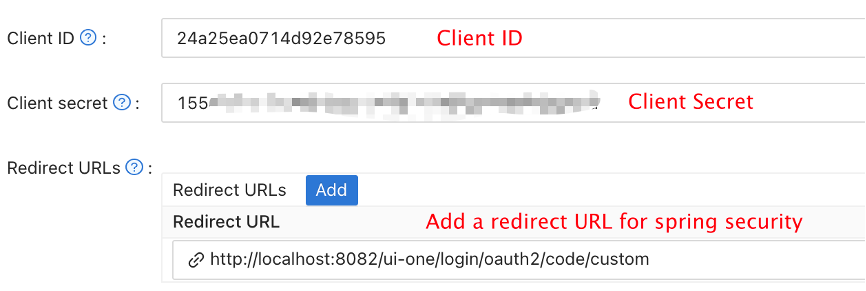 Client ID ? : 24a25ea0714d92e78595 Client ID
Client secret ? : 155 Client Secret
Redirect URLs ? :
Redirect URLs Add
Redirect URL Add a redirect URL for spring security
http://localhost:8082/ui-one/login/oauth2/code/custom